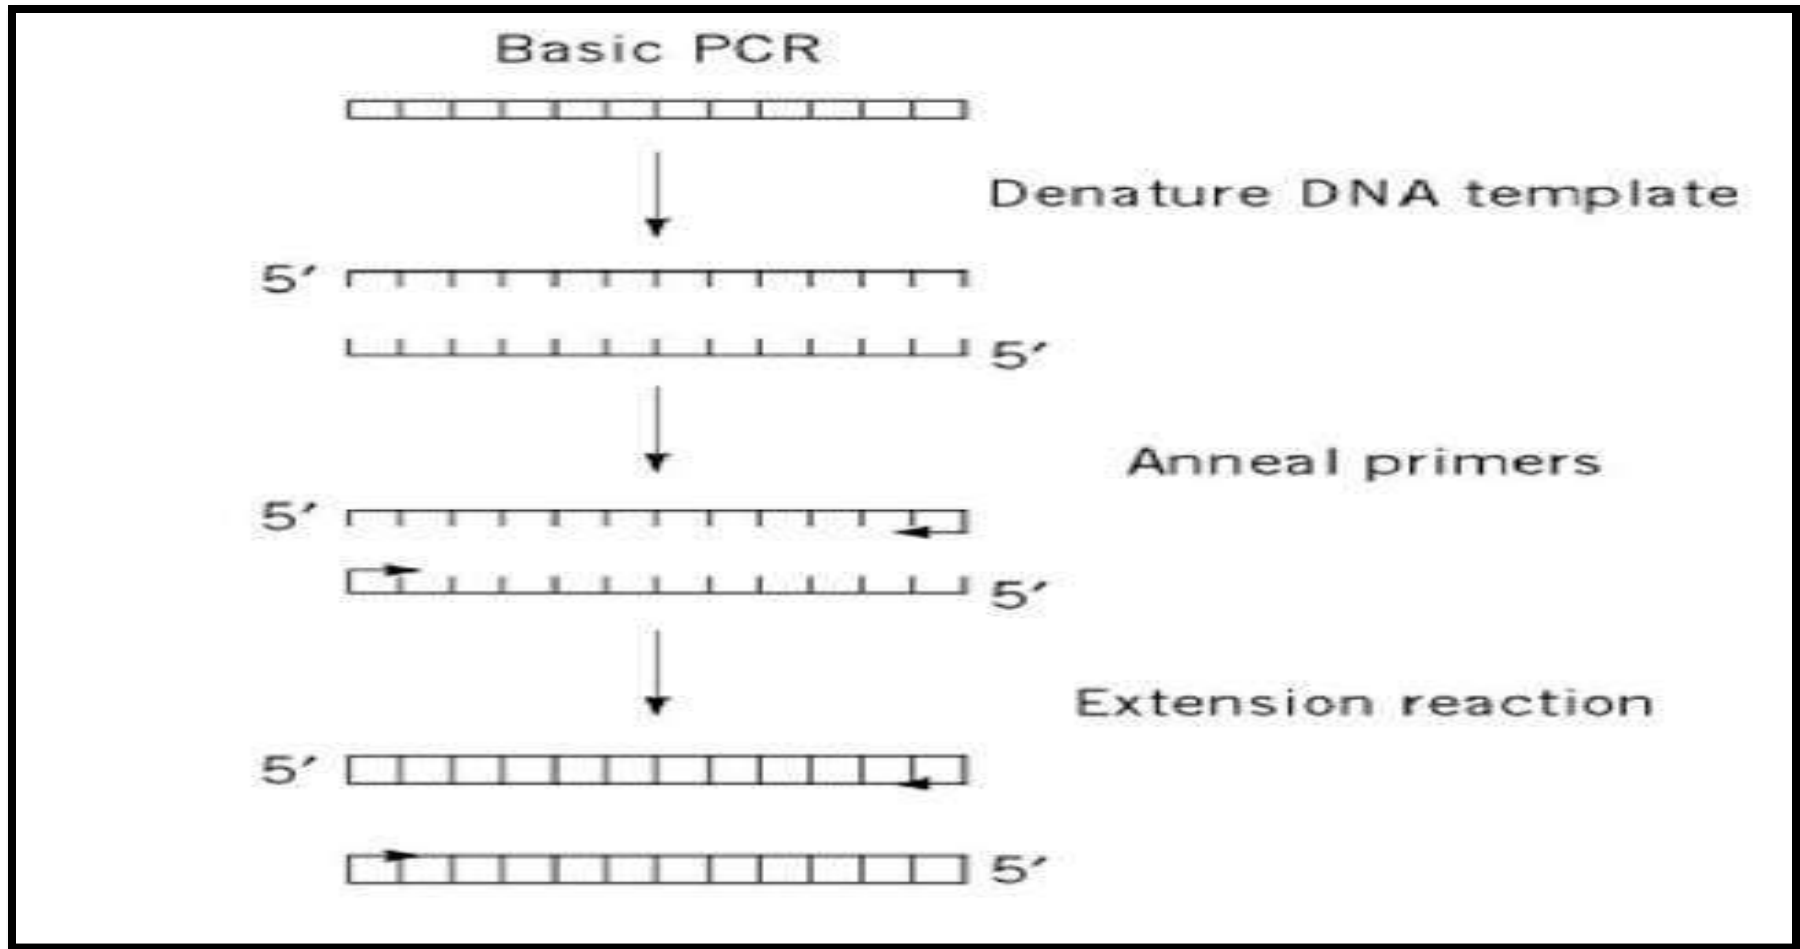 Basic PCR
Denature DNA template
5′
5′
Anneal primers
5′
5′
Extension reaction
5′
5′